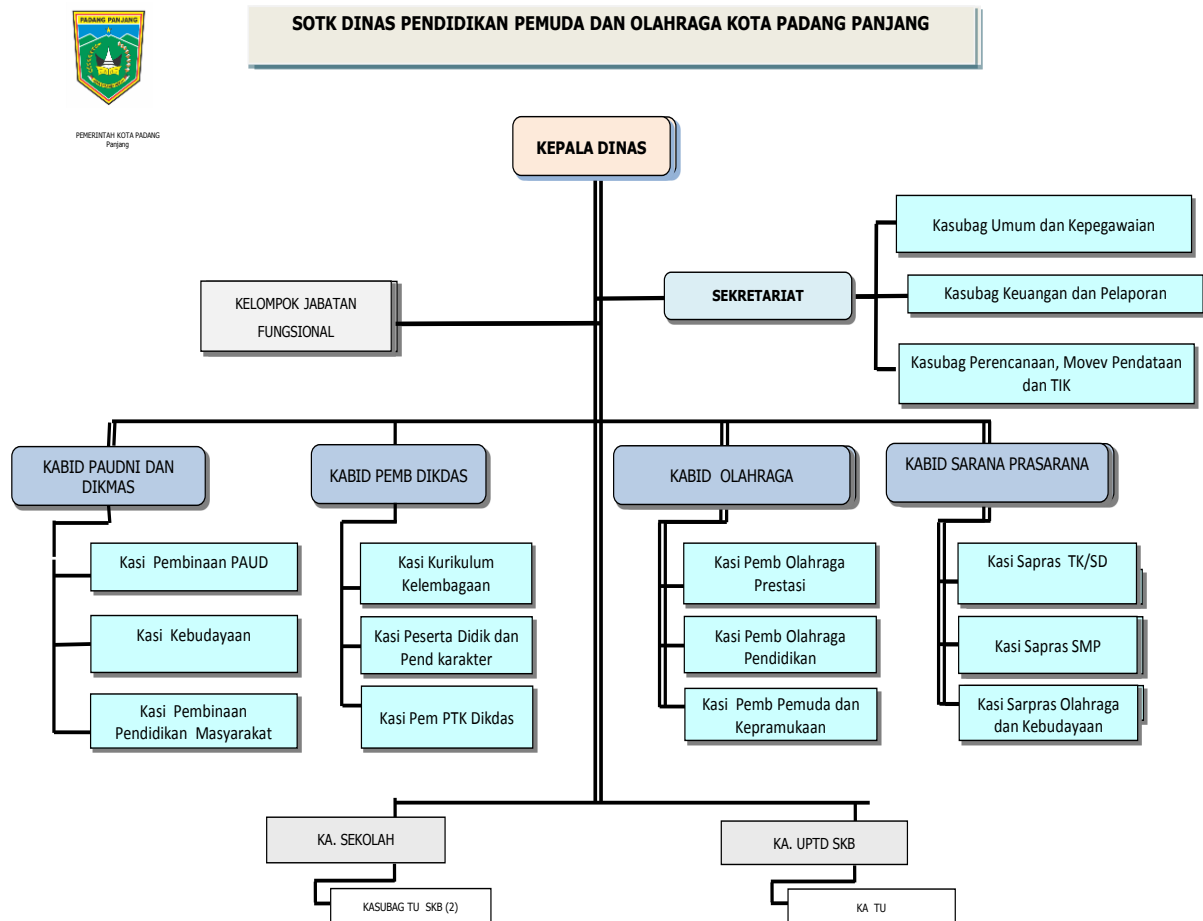 SOTK DINAS PENDIDIKAN PEMUDA DAN OLAHRAGA KOTA PADANG PANJANG
PADANG PANJANG
PEMERINTAH KOTA PADANG
Panjang
KEPALA DINAS
Kasubag Umum dan Kepegawaian
SEKRETARIAT
Kasubag Keuangan dan Pelaporan
KELOMPOK JABATAN
FUNGSIONAL
Kasubag Perencanaan, Movev Pendataan
dan TIK
KABID PAUDNI DAN
DIKMAS
KABID PEMB DIKDAS
KABID OLAHRAGA
KABID SARANA PRASARANA
Kasi Pembinaan PAUD
Kasi Kebudayaan
Kasi Pembinaan
Pendidikan Masyarakat
Kasi Kurikulum
Kelembagaan
Kasi Peserta Didik dan
Pend karakter
Kasi Pem PTK Dikdas
Kasi Pemb Olahraga
Prestasi
Kasi Pemb Olahraga
Pendidikan
Kasi Pemb Pemuda dan
Kepramukaan
Kasi Sapras TK/SD
Kasi Sapras SMP
Kasi Sarpras Olahraga
dan Kebudayaan
KA. SEKOLAH
KA. UPTD SKB
KASUBAG TU SKB (2)
KA TU